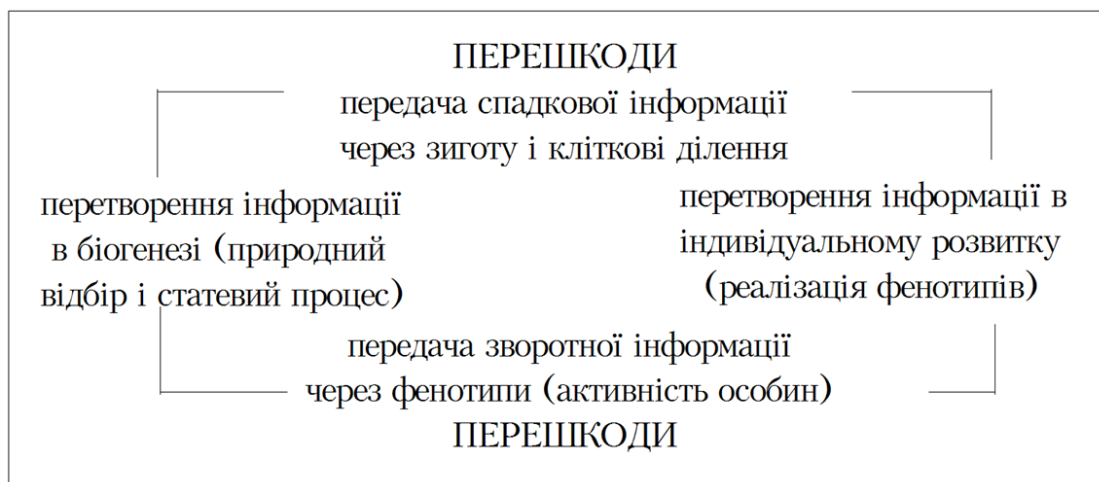 ПЕРЕШКОДИ
передача спадкової інформації
через зиготу і кліткові ділення
перетворення інформації
в біогенезі (природний
відбір і статевий процес)
перетворення інформації в
індивідуальному розвитку
(реалізація фенотипів)
передача зворотної інформації
через фенотипи (активність особин)
ПЕРЕШКОДИ